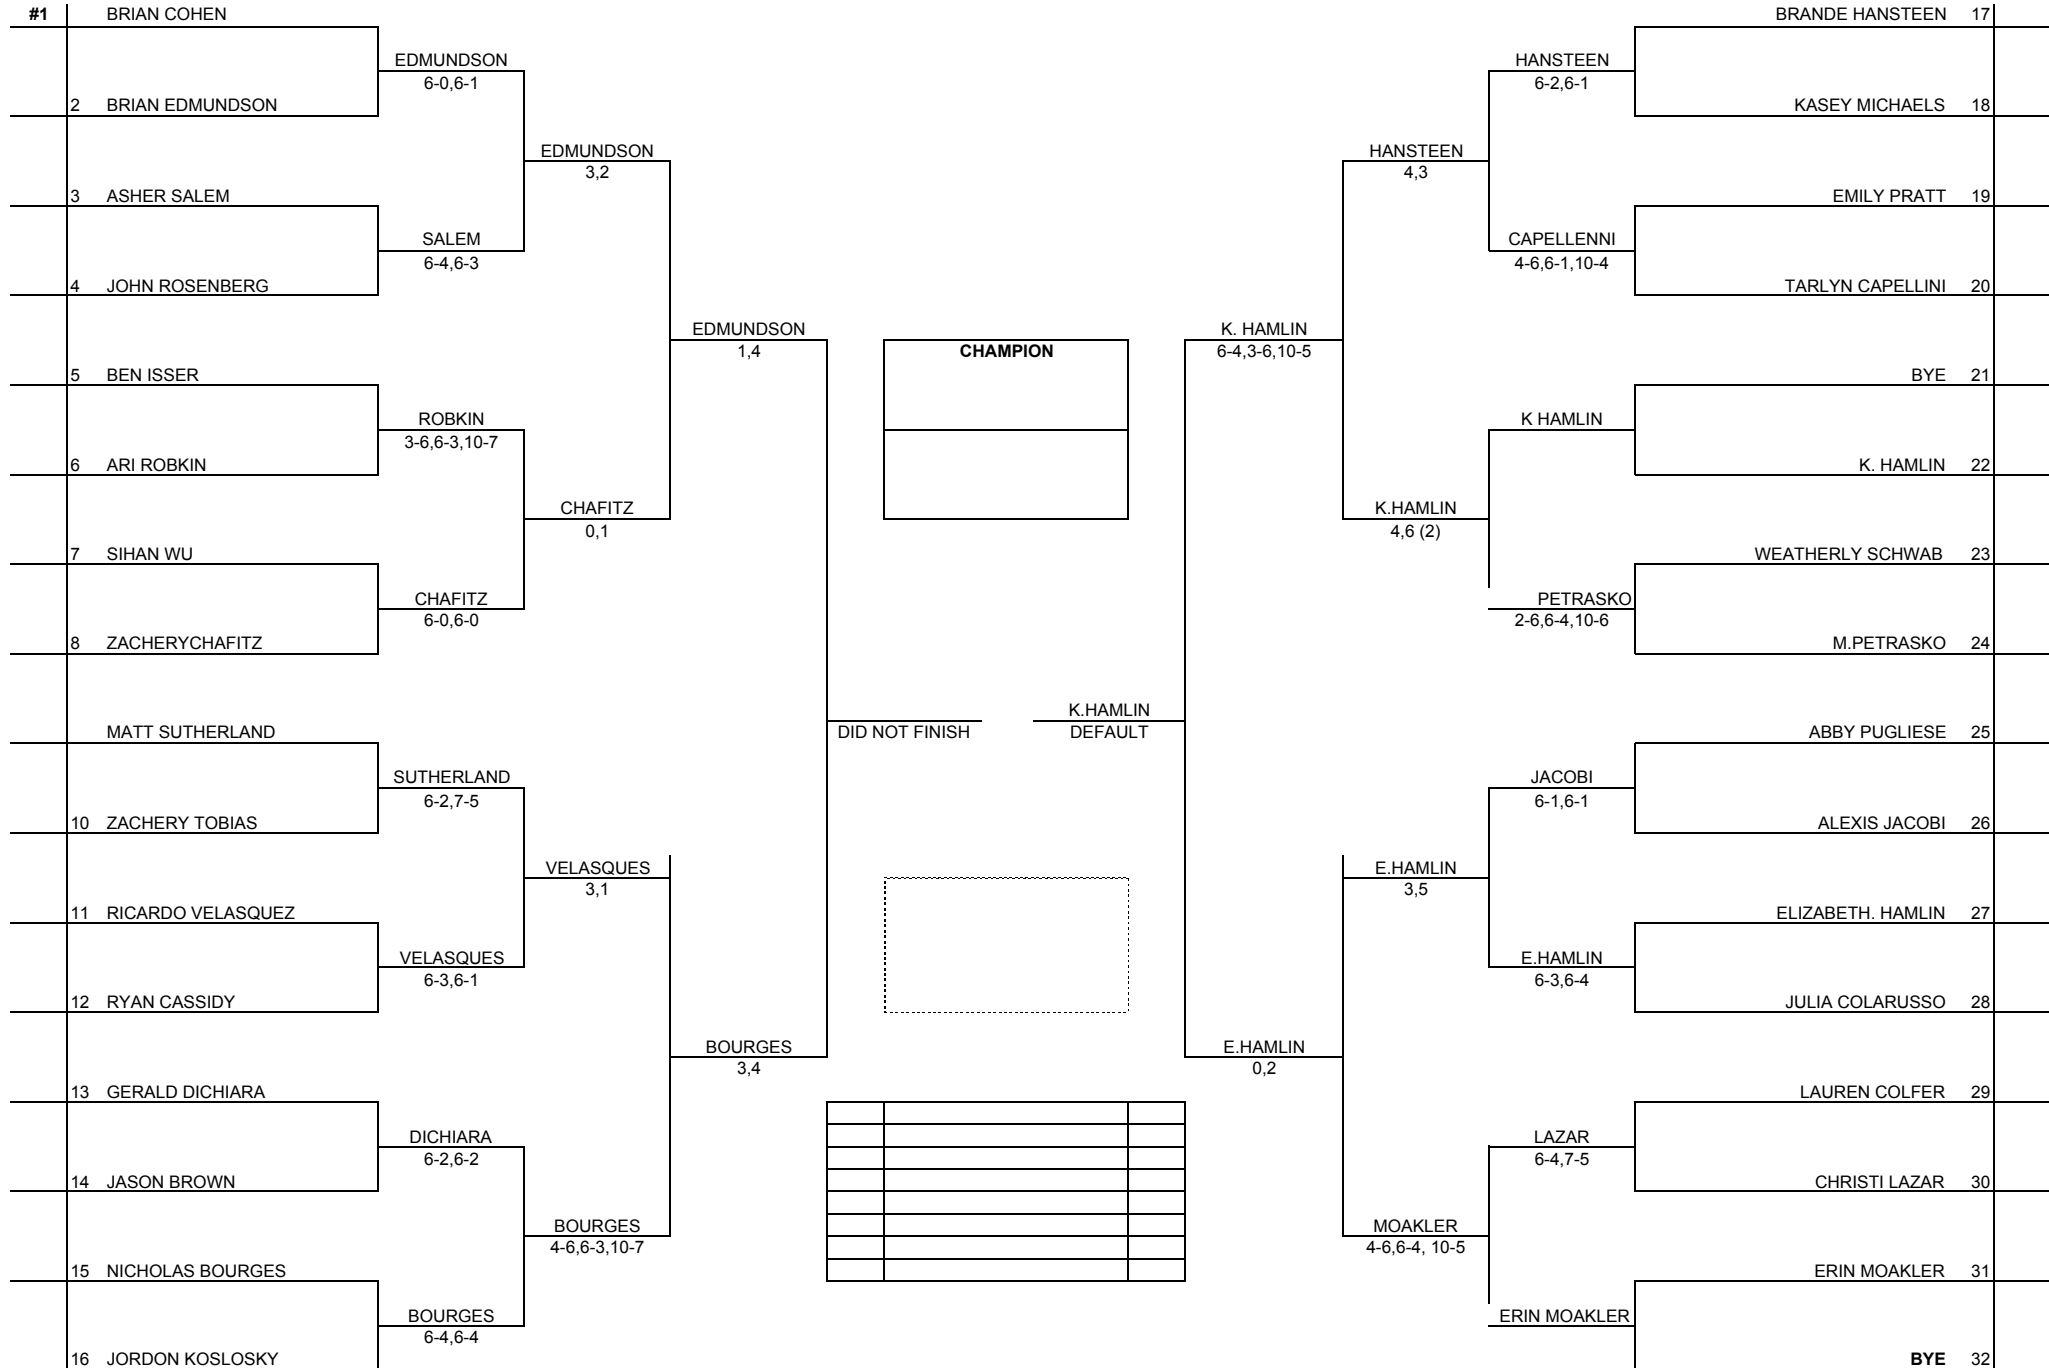 #1 BRIAN COHEN BRANDE HANSTEEN 17
EDMUNDSON HANSTEEN
6-0,6-1 6-2,6-1
2 BRIAN EDMUNDSON KASEY MICHAELS 18
EDMUNDSON HANSTEEN
3,2 4,3
3 ASHER SALEM EMILY PRATT 19
SALEM CAPELLENNI
6-4,6-3 4-6,6-1,10-4
4 JOHN ROSENBERG TARLYN CAPELLINI 20
EDMUNDSON K. HAMLIN
1,4 CHAMPION 6-4,3-6,10-5
5 BEN ISSER BYE 21
ROBKIN K HAMLIN
3-6,6-3,10-7
6 ARI ROBKIN K. HAMLIN 22
CHAFITZ K.HAMLIN
0,1 4,6 (2)
7 SIHAN WU WEATHERLY SCHWAB 23
CHAFITZ PETRASKO
6-0,6-0 2-6,6-4,10-6
8 ZACHERYCHAFITZ M.PETRASKO 24
K.HAMLIN
MATT SUTHERLAND DID NOT FINISH DEFAULT ABBY PUGLIESE 25
SUTHERLAND JACOBI
6-2,7-5 6-1,6-1
10 ZACHERY TOBIAS ALEXIS JACOBI 26
VELASQUES E.HAMLIN
3,1 3,5
11 RICARDO VELASQUEZ ELIZABETH. HAMLIN 27
VELASQUES E.HAMLIN
6-3,6-1 6-3,6-4
12 RYAN CASSIDY JULIA COLARUSSO 28
BOURGES E.HAMLIN
3,4 0,2
13 GERALD DICHIARA LAUREN COLFER 29
DICHIARA LAZAR
6-2,6-2 6-4,7-5
14 JASON BROWN CHRISTI LAZAR 30
BOURGES MOAKLER
4-6,6-3,10-7 4-6,6-4, 10-5
15 NICHOLAS BOURGES ERIN MOAKLER 31
BOURGES ERIN MOAKLER
6-4,6-4
16 JORDON KOSLOSKY BYE 32